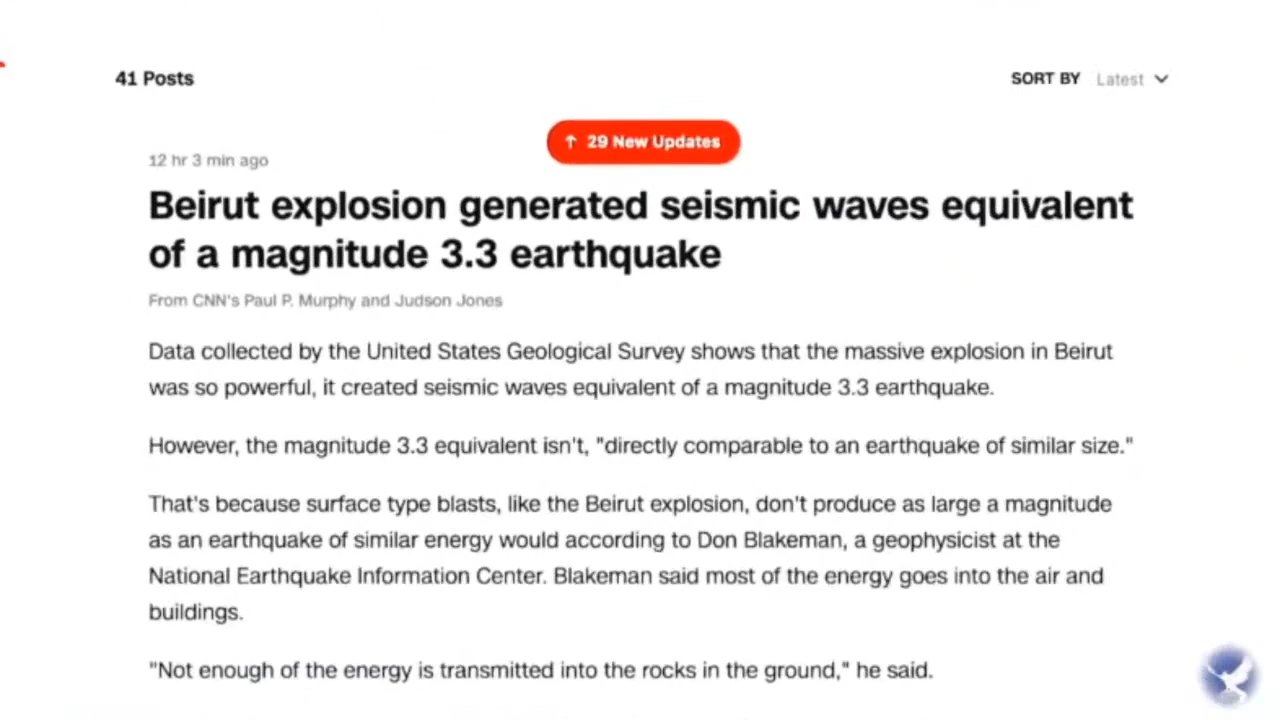 41 Posts
SORT BY Latest
↑ 29 New Updates
12 hr 3 min ago
Beirut explosion generated seismic waves equivalent
of a magnitude 3.3 earthquake
From CNN's Paul P. Murphy and Judson Jones
Data collected by the United States Geological Survey shows that the massive explosion in Beirut
was so powerful, it created seismic waves equivalent of a magnitude 3.3 earthquake.
However, the magnitude 3.3 equivalent isn't, "directly comparable to an earthquake of similar size."
That's because surface type blasts, like the Beirut explosion, don't produce as large a magnitude
as an earthquake of similar energy would according to Don Blakeman, a geophysicist at the
National Earthquake Information Center. Blakeman said most of the energy goes into the air and
buildings.
"Not enough of the energy is transmitted into the rocks in the ground," he said.